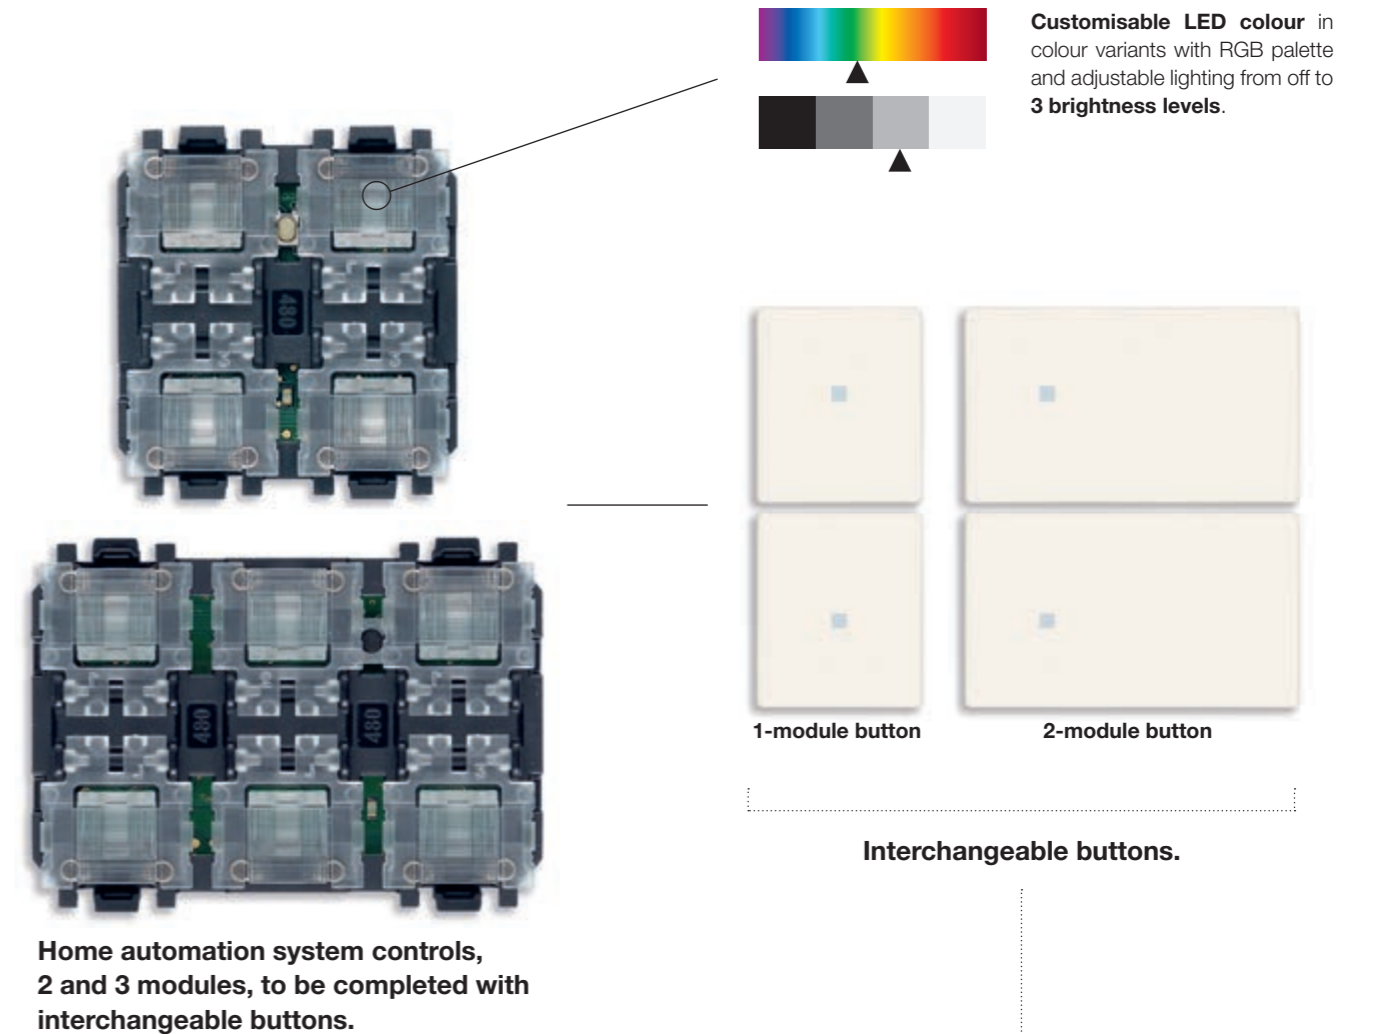 Customisable LED colour in
colour variants with RGB palette
and adjustable lighting from off to
3 brightness levels.
480
480
480
1-module button
2-module button
Interchangeable buttons.
Home automation system controls,
2 and 3 modules, to be completed with
interchangeable buttons.